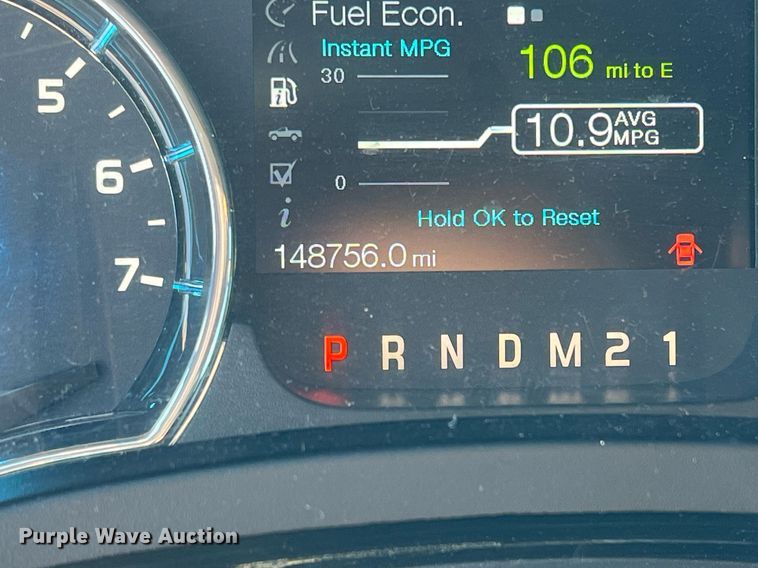 Fuel Econ.
Instant MPG
30
106 mi to E
10.9 AVG MPG
0
i
Hold OK to Reset
148756.0 mi
5
6
7
P R N D M 2 1
Purple Wave Auction